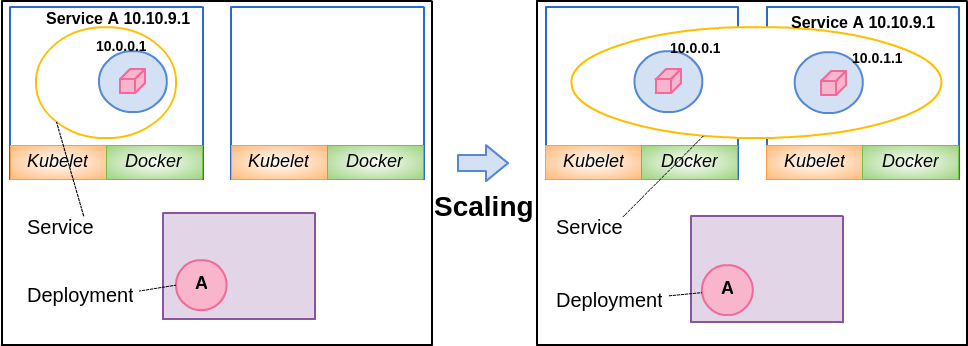 Service A 10.10.9.1
10.0.0.1
Kubelet
Docker
Kubelet
Docker
Service
Deployment
A
Scaling
Service A 10.10.9.1
10.0.0.1
10.0.1.1
Kubelet
Docker
Kubelet
Docker
Service
Deployment
A